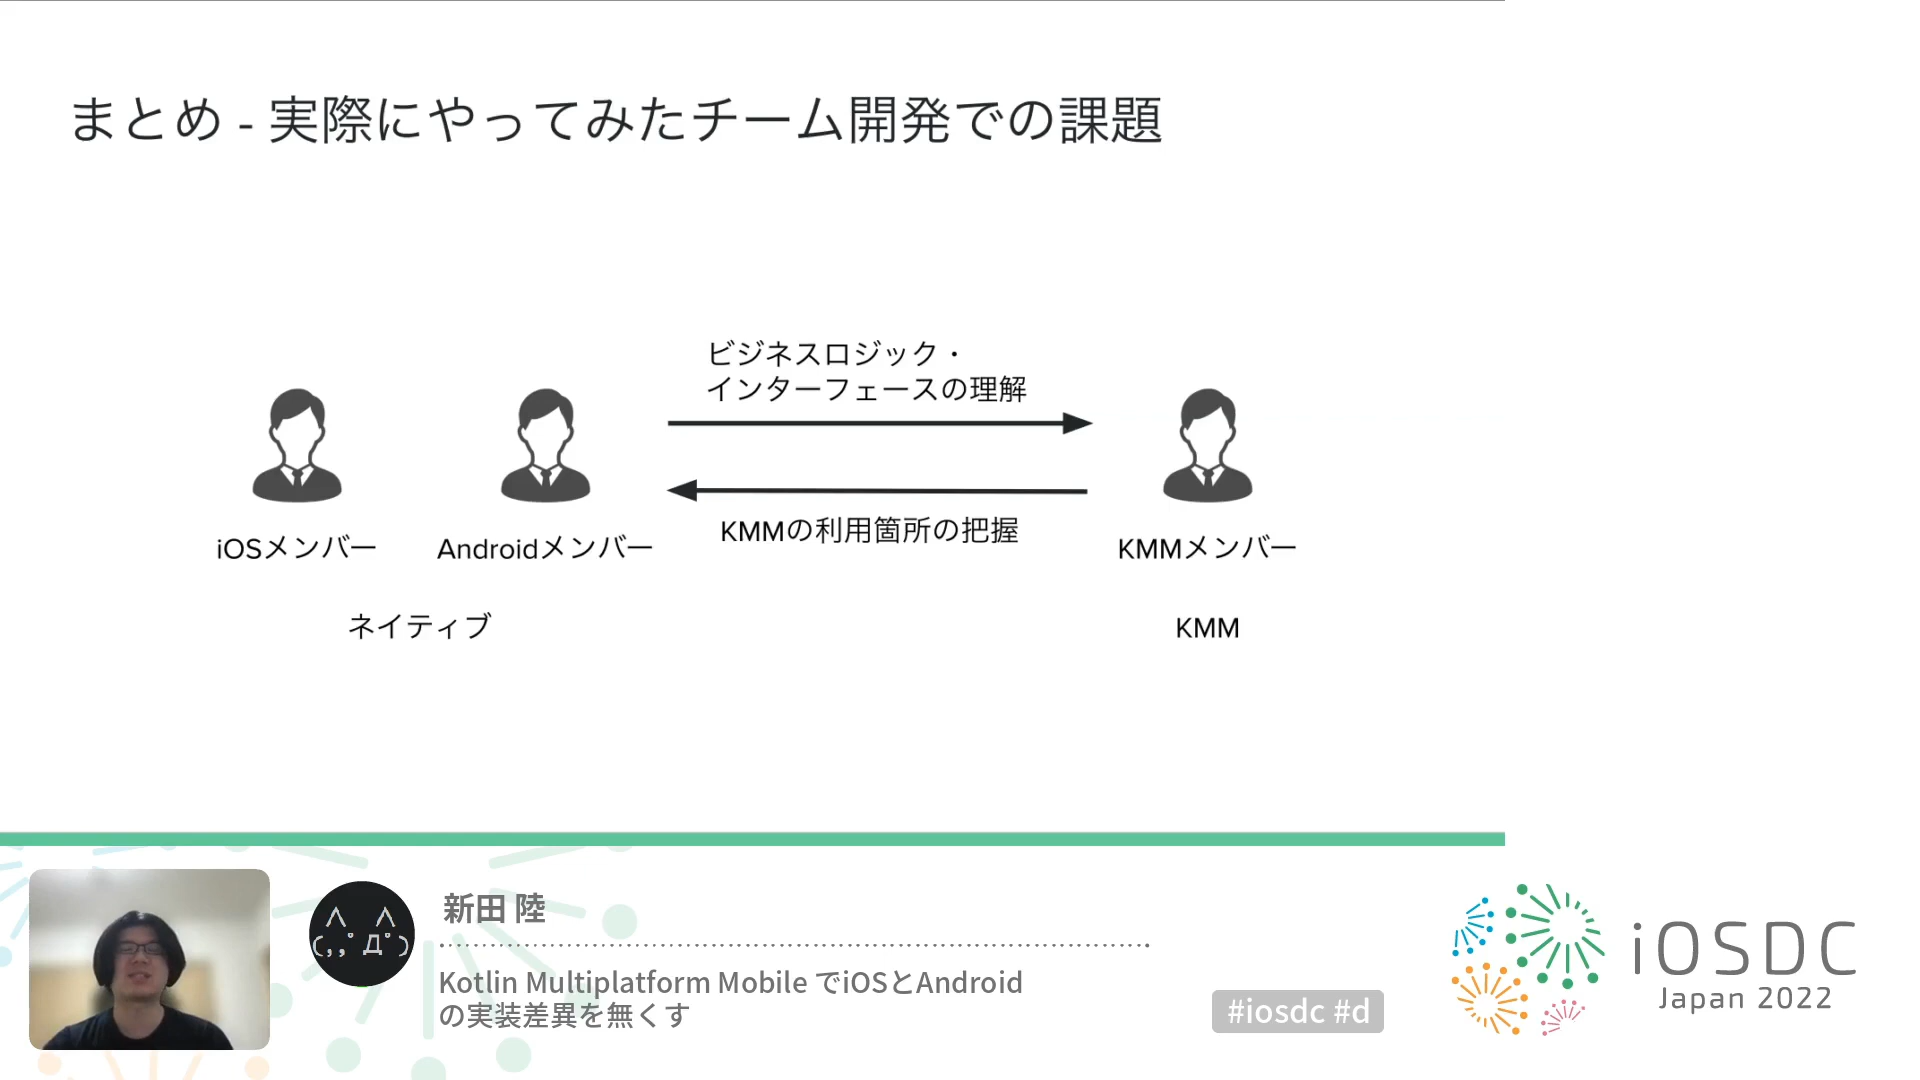 まとめ - 実際にやってみたチーム開発での課題
ビジネスロジック・
インターフェースの理解
KMMの利用箇所の把握
iOSメンバー
Androidメンバー
KMMメンバー
ネイティブ
KMM
新田 陸
Kotlin Multiplatform Mobile でiOSとAndroid
の実装差異を無くす
#iosdc #d
iOSDC
Japan 2022